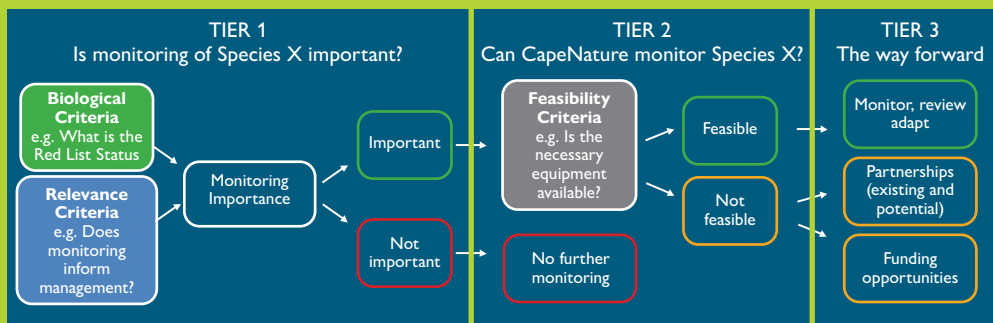 TIER 1
Is monitoring of Species X important?
Biological
Criteria
e.g. What is the
Red List Status
Relevance
Criteria
e.g. Does
monitoring
inform
management?
Monitoring
Importance
Important
Not
important
TIER 2
Can CapeNature monitor Species X?
Feasibility
Criteria
e.g. Is the
necessary
equipment
available?
No further
monitoring
Feasible
Not
feasible
TIER 3
The way forward
Monitor, review
adapt
Partnerships
(existing and
potential)
Funding
opportunities